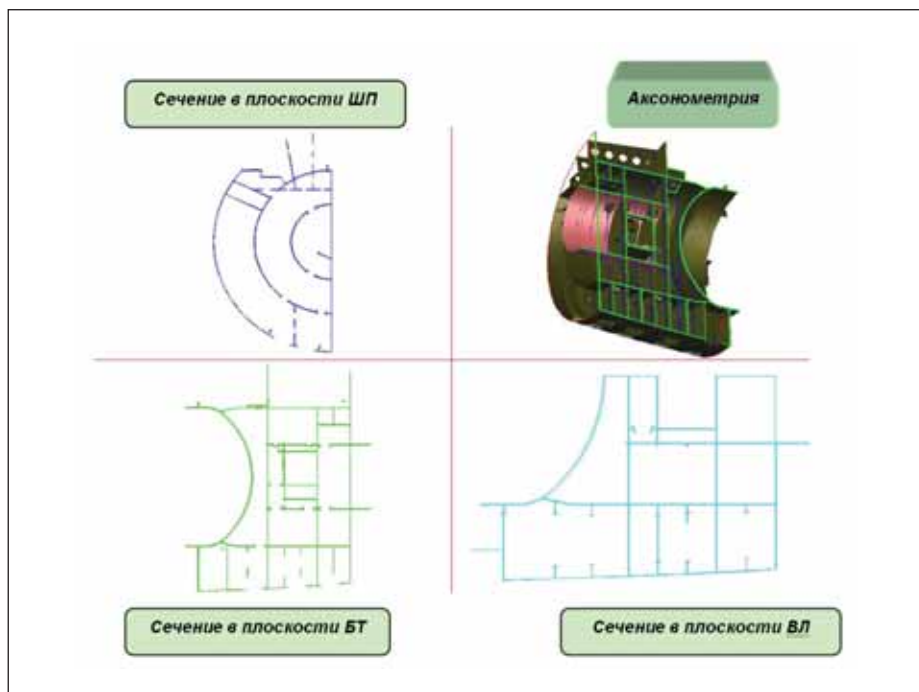 Сечение в плоскости ШП
Аксонометрия
Сечение в плоскости БТ
Сечение в плоскости ВЛ